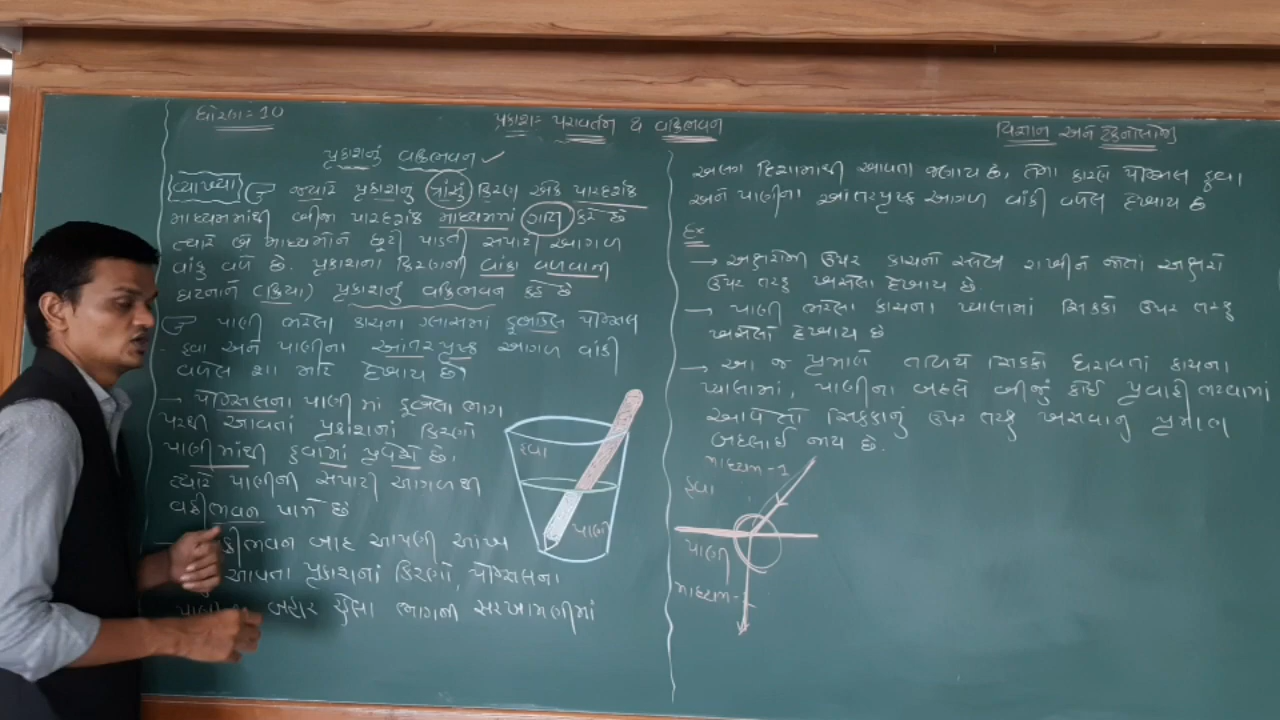 ધોરણ: 10
પ્રકાશ: પરાવર્તન & વક્રિભવન
વિજ્ઞાન અને ટેકનોલોજી
પ્રકાશનું વક્રિભવન ✓
વ્યાખ્યા જ્યારે પ્રકાશનું ત્રાંસું કિરણ એક પારદર્શક
માધ્યમમાંથી બીજા પારદર્શક માધ્યમમાં ગતિ કરે છે
ત્યારે બે માધ્યમોને છૂટી પાડતી સપાટી આગળ
વાંકુ વળે છે. પ્રકાશના કિરણની વાંકા વળવાની
ઘટનાને (ક્રિયા) પ્રકાશનું વક્રિભવન કહે છે
પાણી ભરેલા કાચના ગ્લાસમાં ડુબાડેલ પેન્સિલ
હવા અને પાણીના આંતરપૃષ્ઠ આગળ વાંકી
વળેલ શા માટે દેખાય છે?
→ પેન્સિલના પાણી માં ડુબેલા ભાગ
પરથી આવતાં પ્રકાશનાં કિરણો
પાણીમાંથી હવામાં પ્રવેશે છે,
ત્યારે પાણીની સપાટી આગળથી
વક્રીભવન પામે છે
વક્રીભવન બાદ આપણી આંખ
આવતા પ્રકાશનાં કિરણો, પેન્સિલના
બહાર રહેલા ભાગની સરખામણીમાં
હવા
પાણી
અલગ દિશામાંથી આવતા જણાય છે, તેના કારણે પેન્સિલ હવા
અને પાણીના આંતરપૃષ્ઠ આગળ વાંકી વળેલ દેખાય છે
Ex
→ અક્ષરોની ઉપર કાચનો સ્લેબ રાખીને જોતાં અક્ષરો
ઉપર તરફ ખસેલા દેખાય છે
→ પાણી ભરેલા કાચના પ્યાલામાં સિક્કો ઉપર તરફ
ખસેલો દેખાય છે
→ આ જ પ્રમાણે તળિયે સિક્કો ધરાવતાં કાચના
પ્યાલામાં, પાણીના બદલે બીજું કોઈ પ્રવાહી ભરવામાં
આવે તો સિક્કાનું ઉપર તરફ ખસવાનું પ્રમાણ
બદલાઈ જાય છે.
માધ્યમ-1
હવા
પાણી
માધ્યમ-2